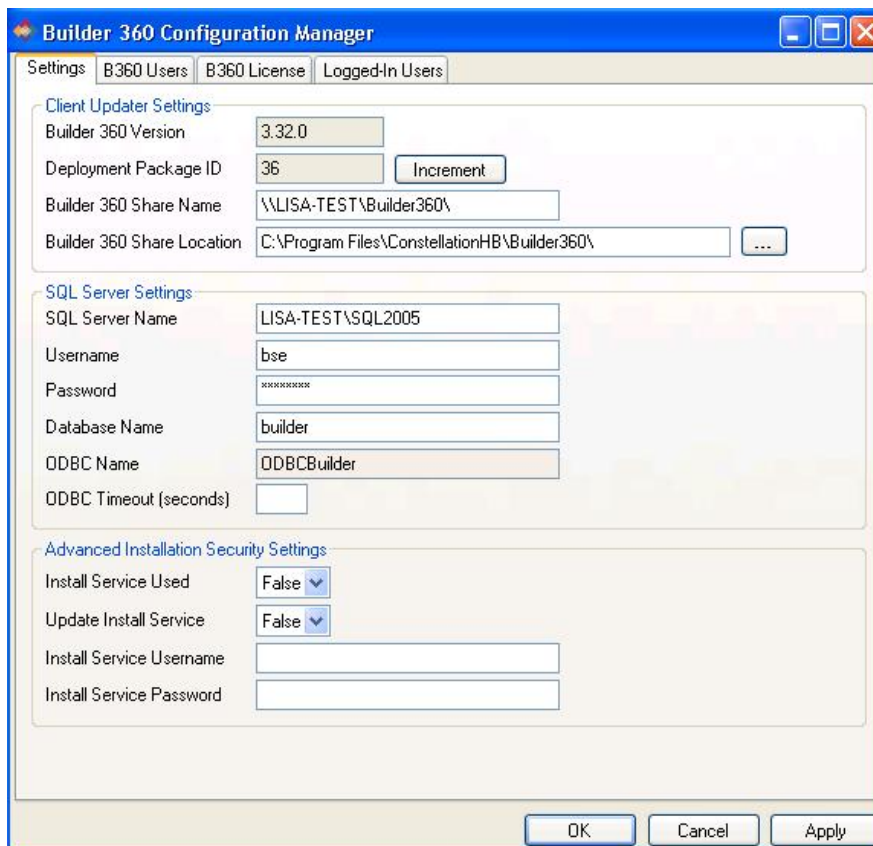 Builder 360 Configuration Manager
Settings B360 Users B360 License Logged-In Users
Client Updater Settings
Builder 360 Version 3.32.0
Deployment Package ID 36 Increment
Builder 360 Share Name \\LISA-TEST\Builder360\
Builder 360 Share Location C:\Program Files\ConstellationHB\Builder360\ ...
SQL Server Settings
SQL Server Name LISA-TEST\SQL2005
Username bse
Password ********
Database Name builder
ODBC Name ODBCBuilder
ODBC Timeout (seconds)
Advanced Installation Security Settings
Install Service Used False
Update Install Service False
Install Service Username
Install Service Password
OK Cancel Apply